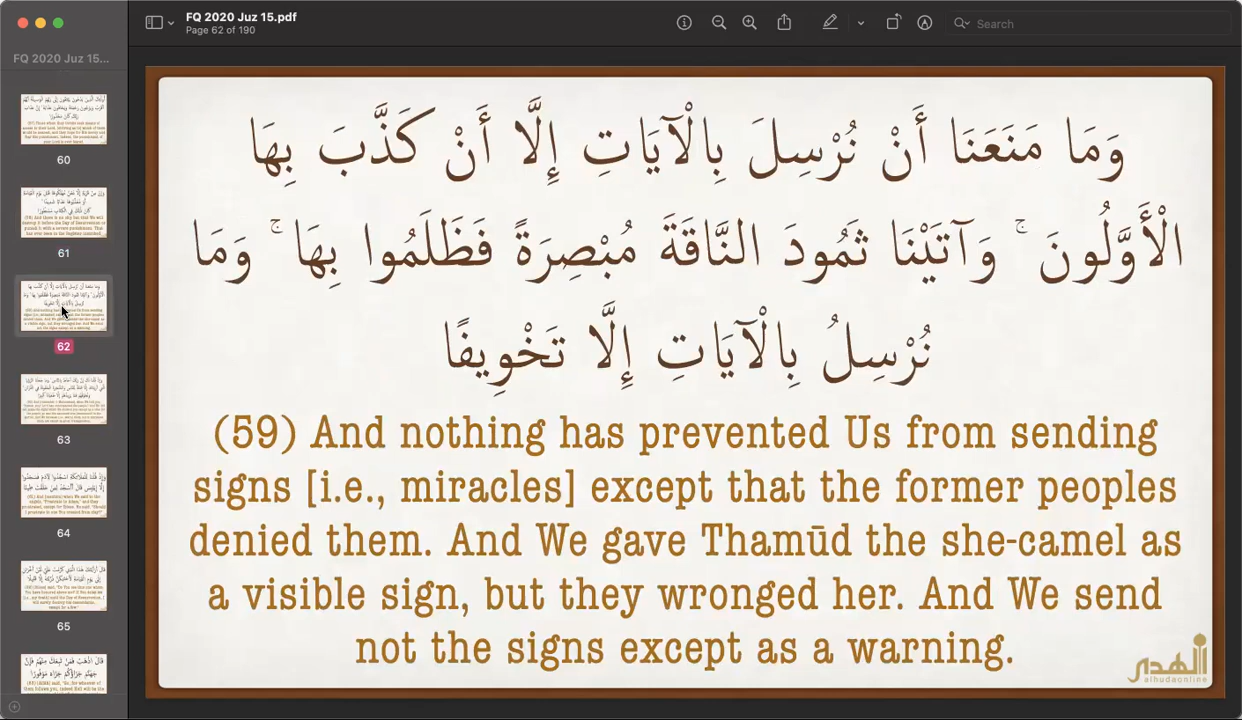 FQ 2020 Juz 15.pdf
Page 62 of 190
Search
FQ 2020 Juz 15...
60
61
62
63
64
65
وَمَا مَنَعَنَا أَنْ نُرْسِلَ بِالْآيَاتِ إِلَّا أَنْ كَذَّبَ بِهَا
الْأَوَّلُونَ ۚ وَآتَيْنَا ثَمُودَ النَّاقَةَ مُبْصِرَةً فَظَلَمُوا بِهَا ۚ وَمَا
نُرْسِلُ بِالْآيَاتِ إِلَّا تَخْوِيفًا
(59) And nothing has prevented Us from sending
signs [i.e., miracles] except that the former peoples
denied them. And We gave Thamūd the she-camel as
a visible sign, but they wronged her. And We send
not the signs except as a warning.
الهدى
alhudaonline